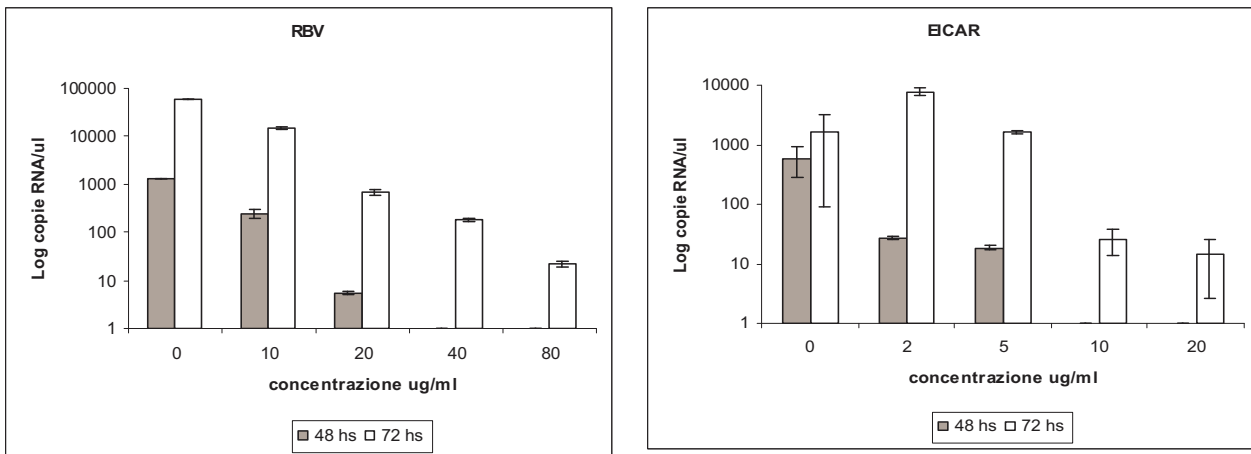 RBV
Log copie RNA/ul
100000
10000
1000
100
10
1
0 10 20 40 80
concentrazione ug/ml
48 hs 72 hs
EICAR
Log copie RNA/ul
10000
1000
100
10
1
0 2 5 10 20
concentrazione ug/ml
48 hs 72 hs